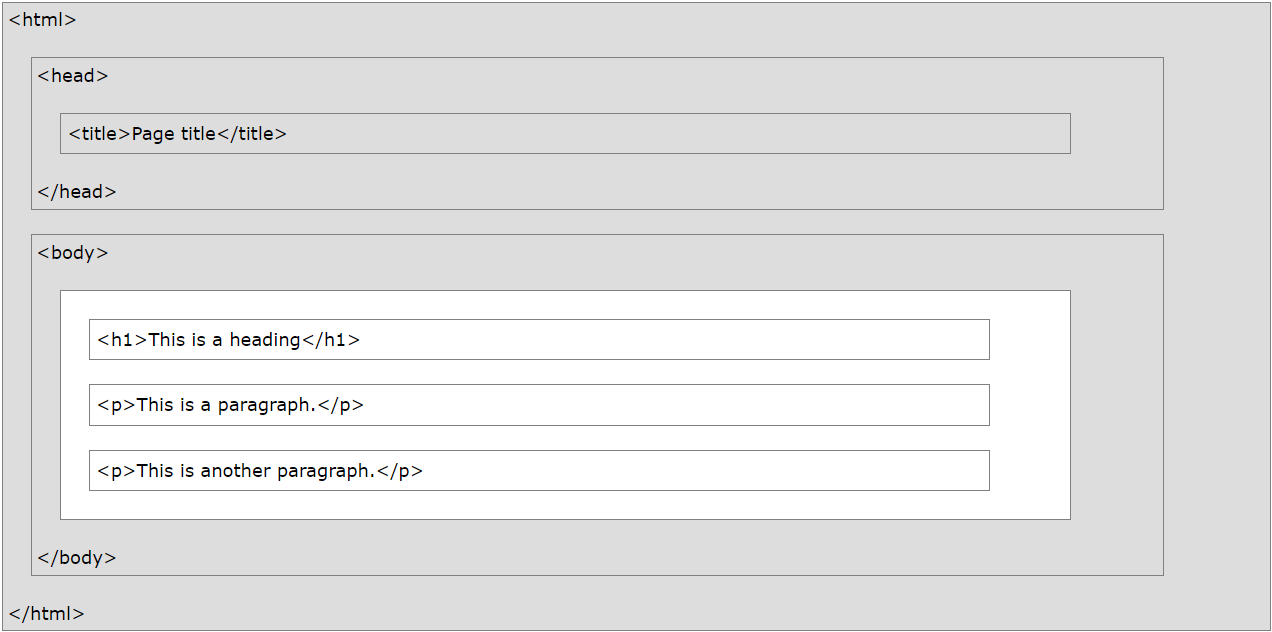 <html>
<head>
<title>Page title</title>
</head>
<body>
<h1>This is a heading</h1>
<p>This is a paragraph.</p>
<p>This is another paragraph.</p>
</body>
</html>